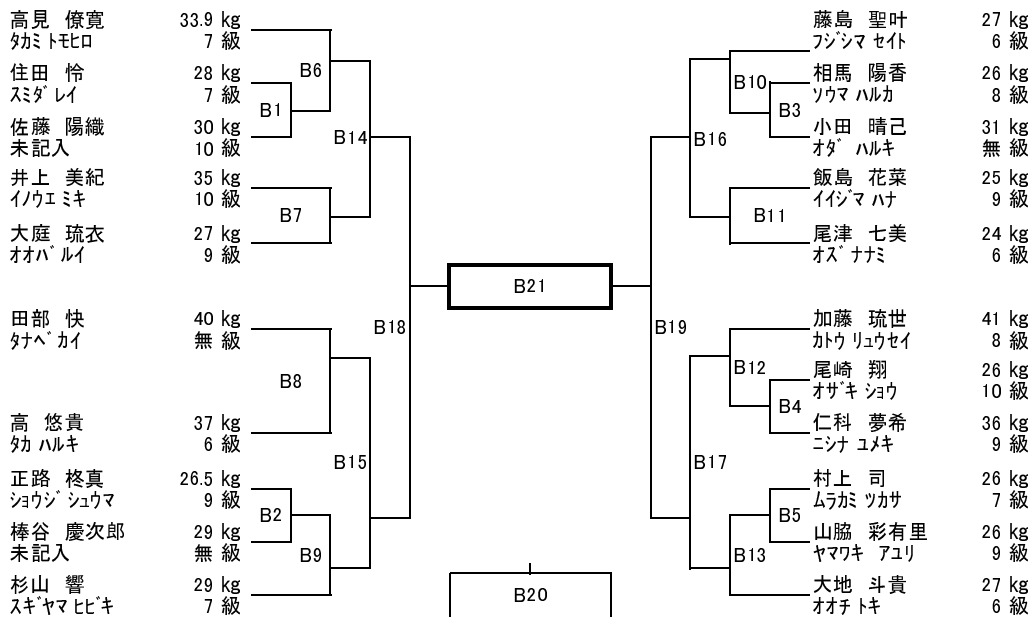 高見 僚寛 33.9 kg
タカミ トモヒロ 7 級
住田 怜 28 kg
スミダ レイ 7 級
佐藤 陽織 30 kg
未記入 10 級
井上 美紀 35 kg
イノウエ ミキ 10 級
大庭 琉衣 27 kg
オオバ ルイ 9 級
田部 快 40 kg
タナベ カイ 無 級
高 悠貴 37 kg
タカ ハルキ 6 級
正路 柊真 26.5 kg
ショウジ シュウマ 9 級
棒谷 慶次郎 29 kg
未記入 無 級
杉山 響 29 kg
スギヤマ ヒビキ 7 級
B6
B1
B14
B7
B18
B8
B15
B2
B9
B21
B20
B10
B3
B16
B11
B19
B12
B4
B17
B5
B13
藤島 聖叶 27 kg
フジシマ セイト 6 級
相馬 陽香 26 kg
ソウマ ハルカ 8 級
小田 晴己 31 kg
オダ ハルキ 無 級
飯島 花菜 25 kg
イイジマ ハナ 9 級
尾津 七美 24 kg
オズ ナナミ 6 級
加藤 琉世 41 kg
カトウ リュウセイ 8 級
尾崎 翔 26 kg
オザキ ショウ 10 級
仁科 夢希 36 kg
ニシナ ユメキ 9 級
村上 司 26 kg
ムラカミ ツカサ 7 級
山脇 彩有里 26 kg
ヤマワキ アユリ 9 級
大地 斗貴 27 kg
オオチ トキ 6 級